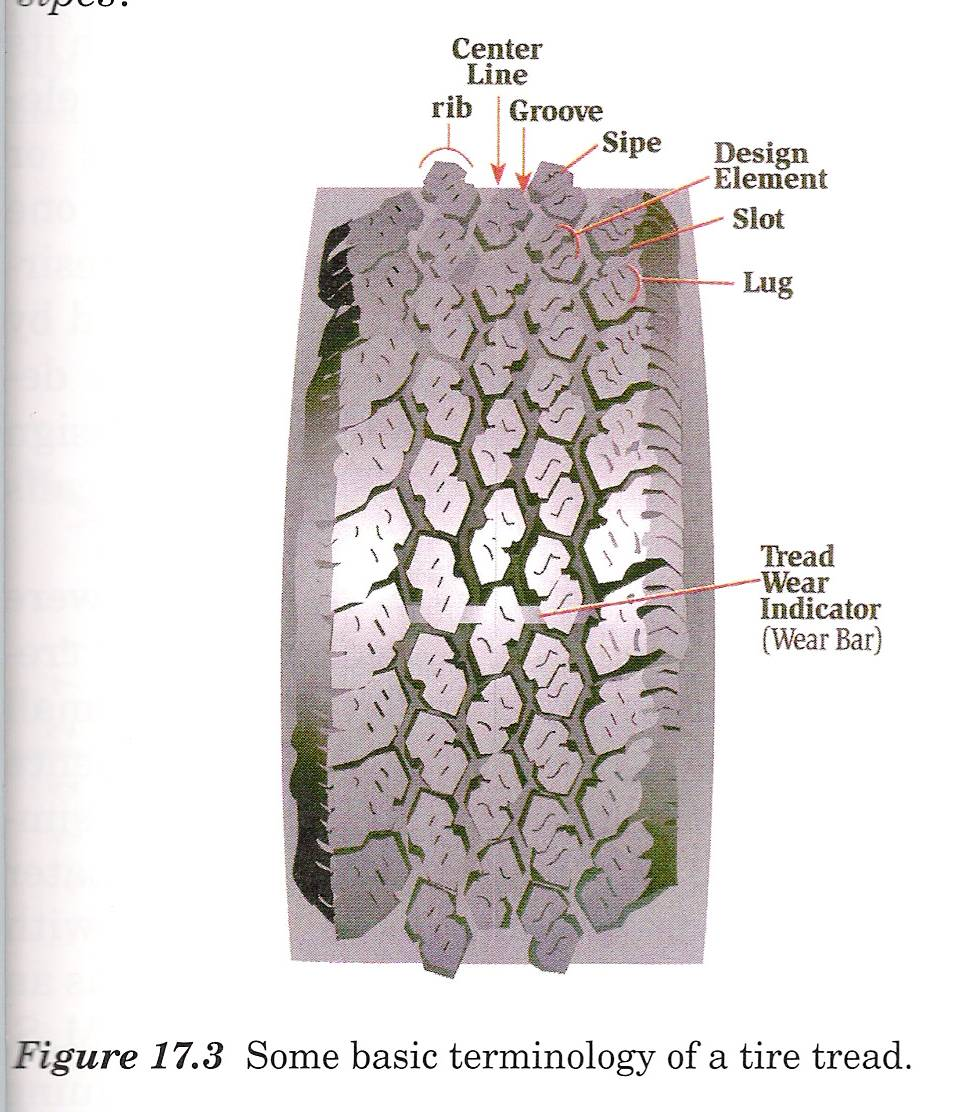 sipes.
Center
Line
rib
Groove
Sipe
Design
Element
Slot
Lug
Tread
Wear
Indicator
(Wear Bar)
Figure 17.3 Some basic terminology of a tire tread.